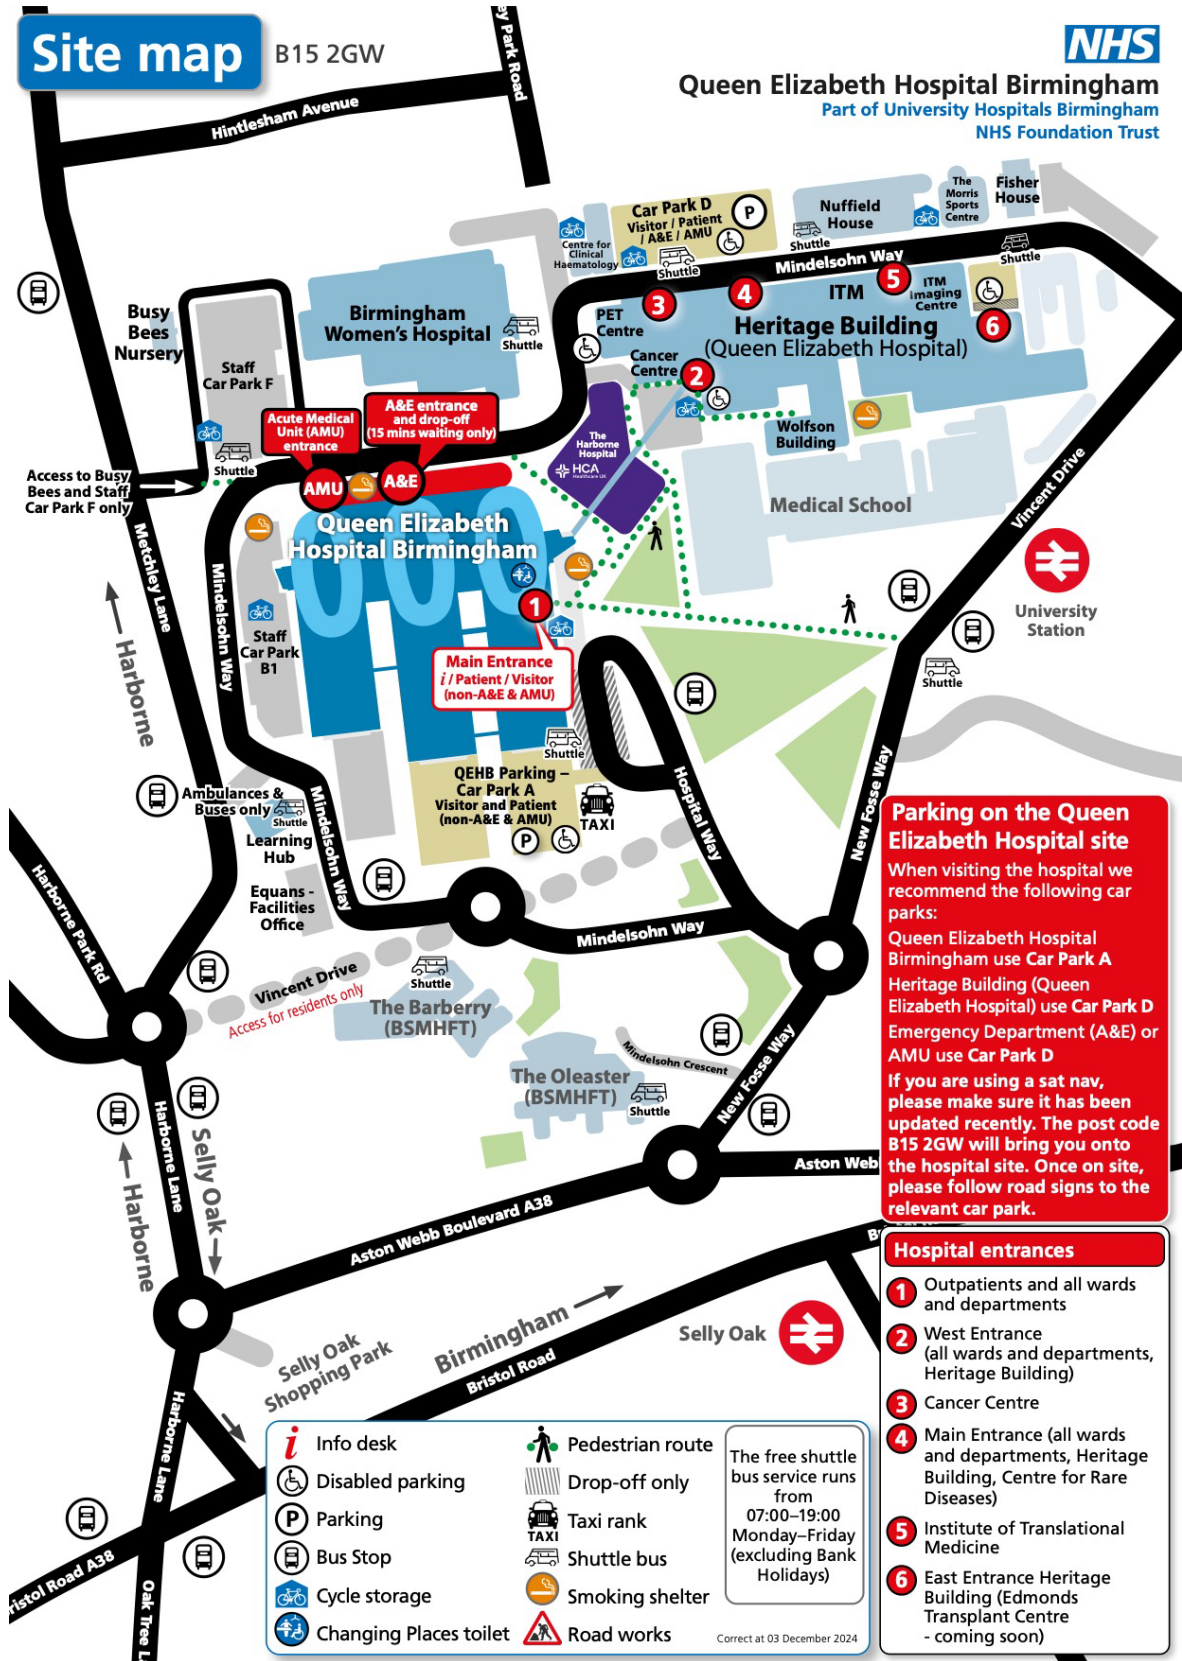 Site map
B15 2GW
NHS
Queen Elizabeth Hospital Birmingham
Part of University Hospitals Birmingham
NHS Foundation Trust
ey Park Road
Hintlesham Avenue
Car Park D
Visitor / Patient
/ A&E / AMU
P
Centre for
Clinical
Haematology
Shuttle
Nuffield
House
Shuttle
The
Morris
Sports
Centre
Fisher
House
Shuttle
Mindelsohn Way
3
4
5
6
ITM
ITM
Imaging
Centre
PET
Centre
Heritage Building
(Queen Elizabeth Hospital)
Cancer
Centre
2
Wolfson
Building
Busy
Bees
Nursery
Birmingham
Women's Hospital
Shuttle
Staff
Car Park F
Acute Medical
Unit (AMU)
entrance
A&E entrance
and drop-off
(15 mins waiting only)
Shuttle
AMU
A&E
Access to Busy
Bees and Staff
Car Park F only
The
Harborne
Hospital
HCA
Healthcare UK
Medical School
Vincent Drive
Queen Elizabeth
Hospital Birmingham
Metchley Lane
Mindelsohn Way
Harborne
Staff
Car Park
B1
1
Main Entrance
i / Patient / Visitor
(non-A&E & AMU)
University
Station
Shuttle
Shuttle
QEHB Parking –
Car Park A
Visitor and Patient
(non-A&E & AMU)
P
TAXI
Hospital Way
New Fosse Way
Ambulances &
Buses only
Shuttle
Learning
Hub
Mindelsohn Way
Equans -
Facilities
Office
Harborne Park Rd
Mindelsohn Way
Vincent Drive
Access for residents only
Shuttle
The Barberry
(BSMHFT)
Mindelsohn Crescent
The Oleaster
(BSMHFT)
Shuttle
New Fosse Way
Harborne Lane
Selly Oak
Harborne
Aston Webb Boulevard A38
Aston Webb
Birmingham
Bristol Road
Selly Oak
Selly Oak
Shopping Park
Harborne Lane
ristol Road A38
Oak Tree L
Parking on the Queen
Elizabeth Hospital site
When visiting the hospital we
recommend the following car
parks:
Queen Elizabeth Hospital
Birmingham use Car Park A
Heritage Building (Queen
Elizabeth Hospital) use Car Park D
Emergency Department (A&E) or
AMU use Car Park D
If you are using a sat nav,
please make sure it has been
updated recently. The post code
B15 2GW will bring you onto
the hospital site. Once on site,
please follow road signs to the
relevant car park.
Hospital entrances
1 Outpatients and all wards
and departments
2 West Entrance
(all wards and departments,
Heritage Building)
3 Cancer Centre
4 Main Entrance (all wards
and departments, Heritage
Building, Centre for Rare
Diseases)
5 Institute of Translational
Medicine
6 East Entrance Heritage
Building (Edmonds
Transplant Centre
- coming soon)
i Info desk
Disabled parking
P Parking
Bus Stop
Cycle storage
Changing Places toilet
Pedestrian route
Drop-off only
TAXI Taxi rank
Shuttle bus
Smoking shelter
Road works
The free shuttle
bus service runs
from
07:00–19:00
Monday–Friday
(excluding Bank
Holidays)
Correct at 03 December 2024